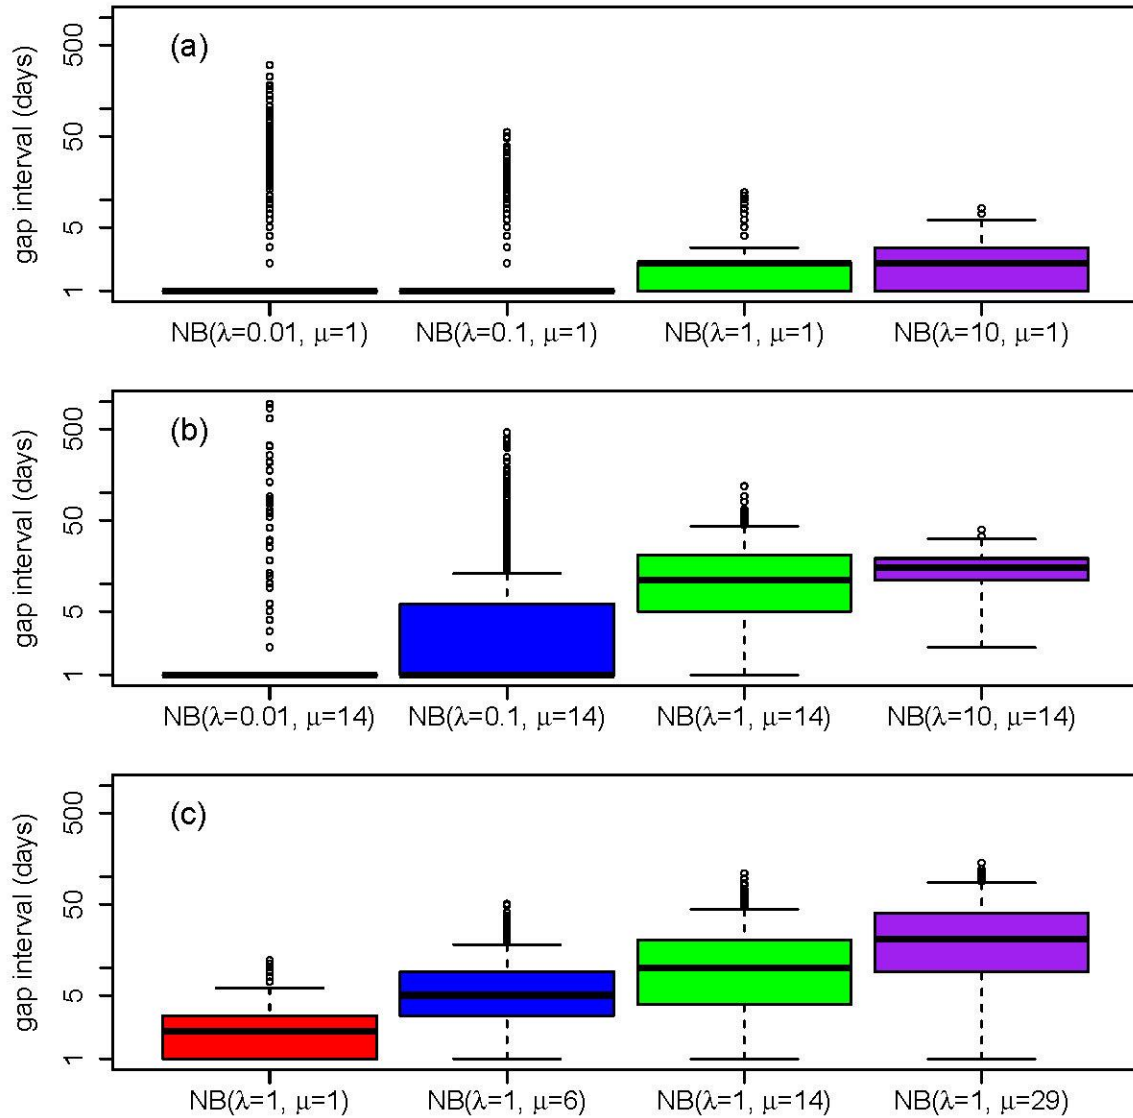 (a)
gap interval (days)
500
50
5
1
NB(λ=0.01, μ=1) NB(λ=0.1, μ=1) NB(λ=1, μ=1) NB(λ=10, μ=1)
(b)
gap interval (days)
500
50
5
1
NB(λ=0.01, μ=14) NB(λ=0.1, μ=14) NB(λ=1, μ=14) NB(λ=10, μ=14)
(c)
gap interval (days)
500
50
5
1
NB(λ=1, μ=1) NB(λ=1, μ=6) NB(λ=1, μ=14) NB(λ=1, μ=29)